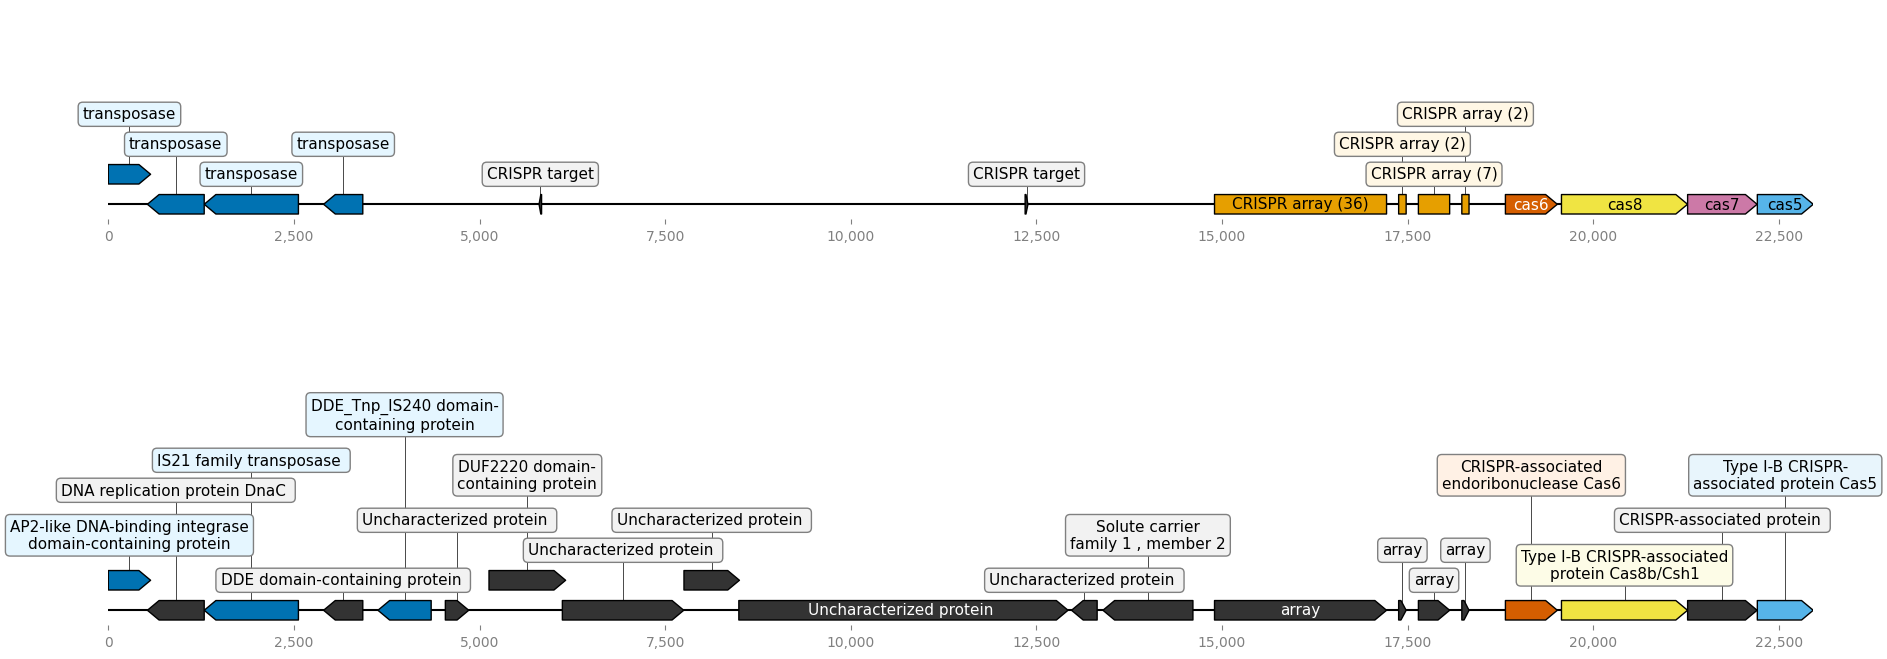 transposase
CRISPR array (2)
transposase
transposase
CRISPR array (2)
transposase
CRISPR target
CRISPR target
CRISPR array (7)
CRISPR array (36)
cas6
cas8
cas7
cas5
0
2,500
5,000
7,500
10,000
12,500
15,000
17,500
20,000
22,500
DDE_Tnp_IS240 domain-
containing protein
IS21 family transposase
DUF2220 domain-
containing protein
CRISPR-associated
endoribonuclease Cas6
Type I-B CRISPR-
associated protein Cas5
DNA replication protein DnaC
Uncharacterized protein
Uncharacterized protein
CRISPR-associated protein
AP2-like DNA-binding integrase
domain-containing protein
Solute carrier
family 1 , member 2
Uncharacterized protein
array
array
Type I-B CRISPR-associated
protein Cas8b/Csh1
DDE domain-containing protein
Uncharacterized protein
array
Uncharacterized protein
array
0
2,500
5,000
7,500
10,000
12,500
15,000
17,500
20,000
22,500